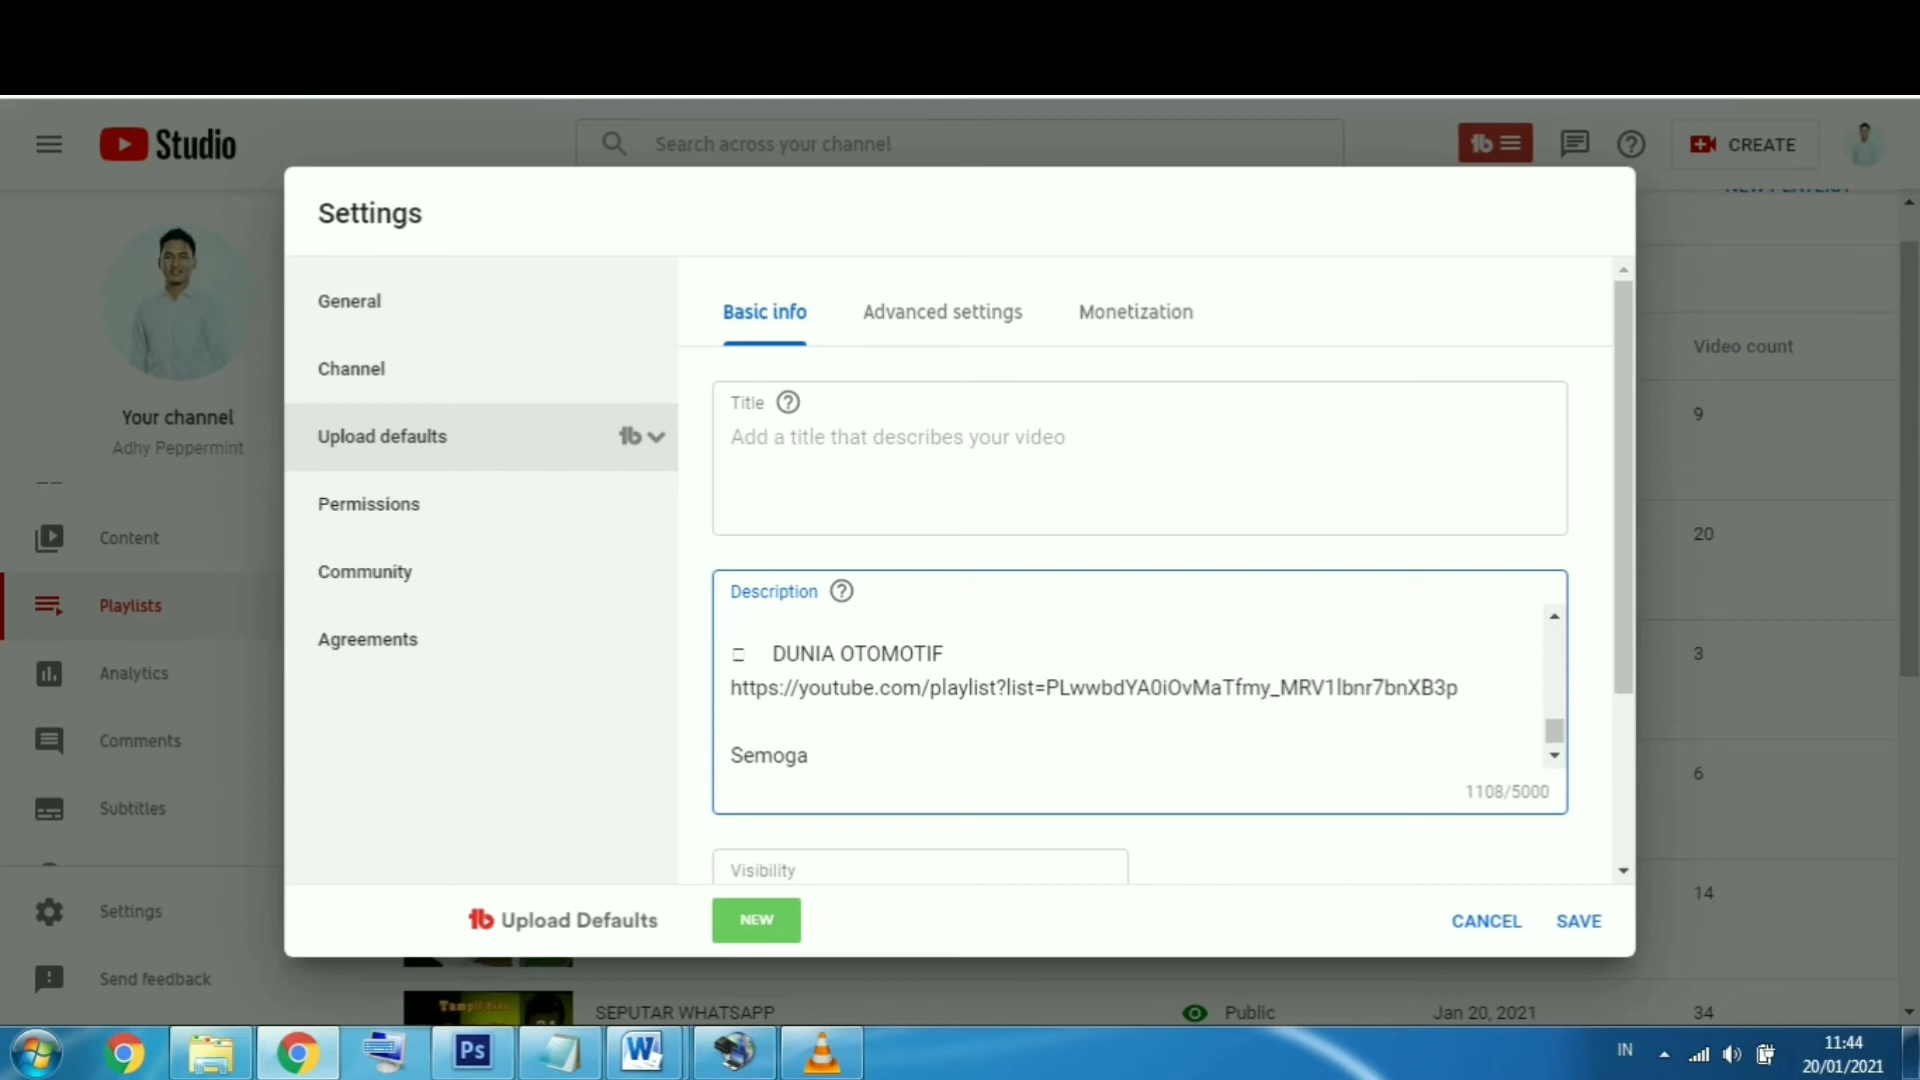 Studio
Search across your channel
CREATE
Settings
General
Channel
Upload defaults
Permissions
Community
Agreements
Basic info
Advanced settings
Monetization
Title
Add a title that describes your video
Description
DUNIA OTOMOTIF
https://youtube.com/playlist?list=PLwwbdYA0iOvMaTfmy_MRV1lbnr7bnXB3p
Semoga
1108/5000
Visibility
Upload Defaults
NEW
CANCEL
SAVE
Your channel
Adhy Peppermint
Content
Playlists
Analytics
Comments
Subtitles
Settings
Send feedback
NEW PLAYLIST
Video count
9
20
3
6
14
SEPUTAR WHATSAPP
Public
Jan 20, 2021
34
Ps
W
IN
11:44
20/01/2021